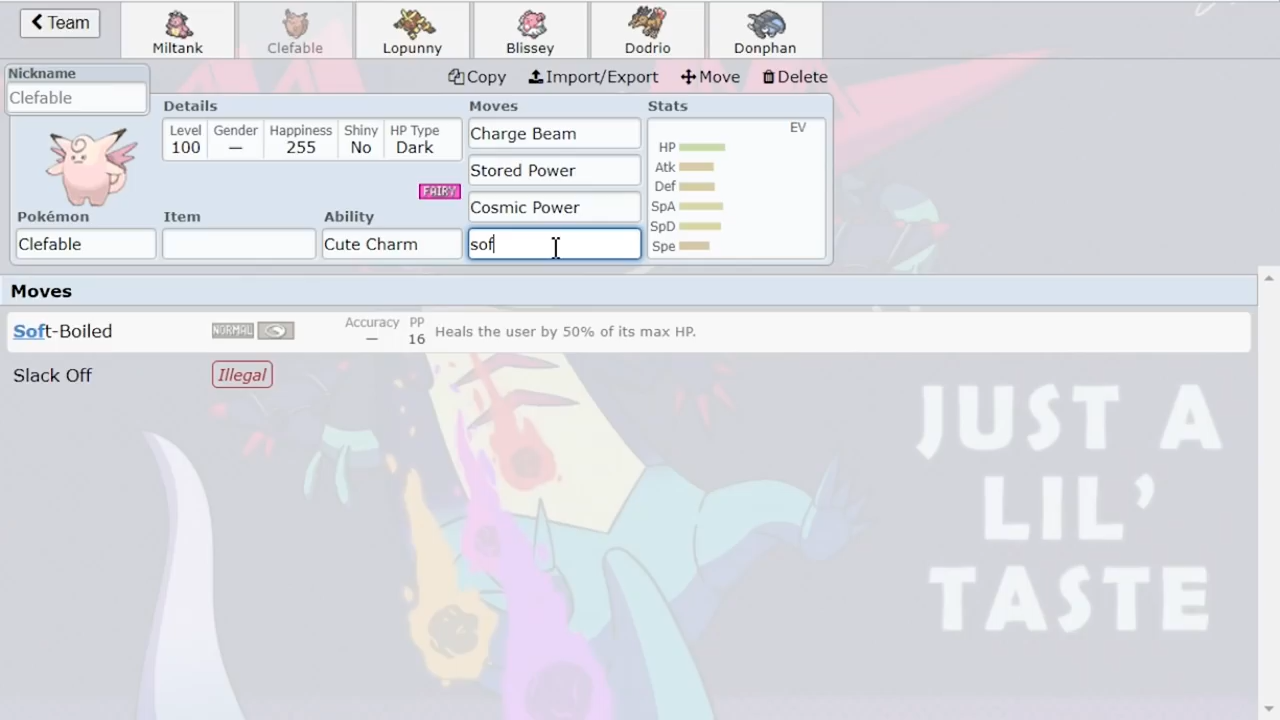 Team
Miltank
Clefable
Lopunny
Blissey
Dodrio
Donphan
Nickname
Clefable
Copy
Import/Export
Move
Delete
Details
Moves
Stats
Level
Gender
Happiness
Shiny
HP Type
100
—
255
No
Dark
FAIRY
Charge Beam
Stored Power
Cosmic Power
sof
EV
HP
Atk
Def
SpA
SpD
Spe
Pokémon
Item
Ability
Clefable
Cute Charm
Moves
Soft-Boiled
NORMAL
Accuracy
—
PP
16
Heals the user by 50% of its max HP.
Slack Off
Illegal
JUST A
LIL'
TASTE